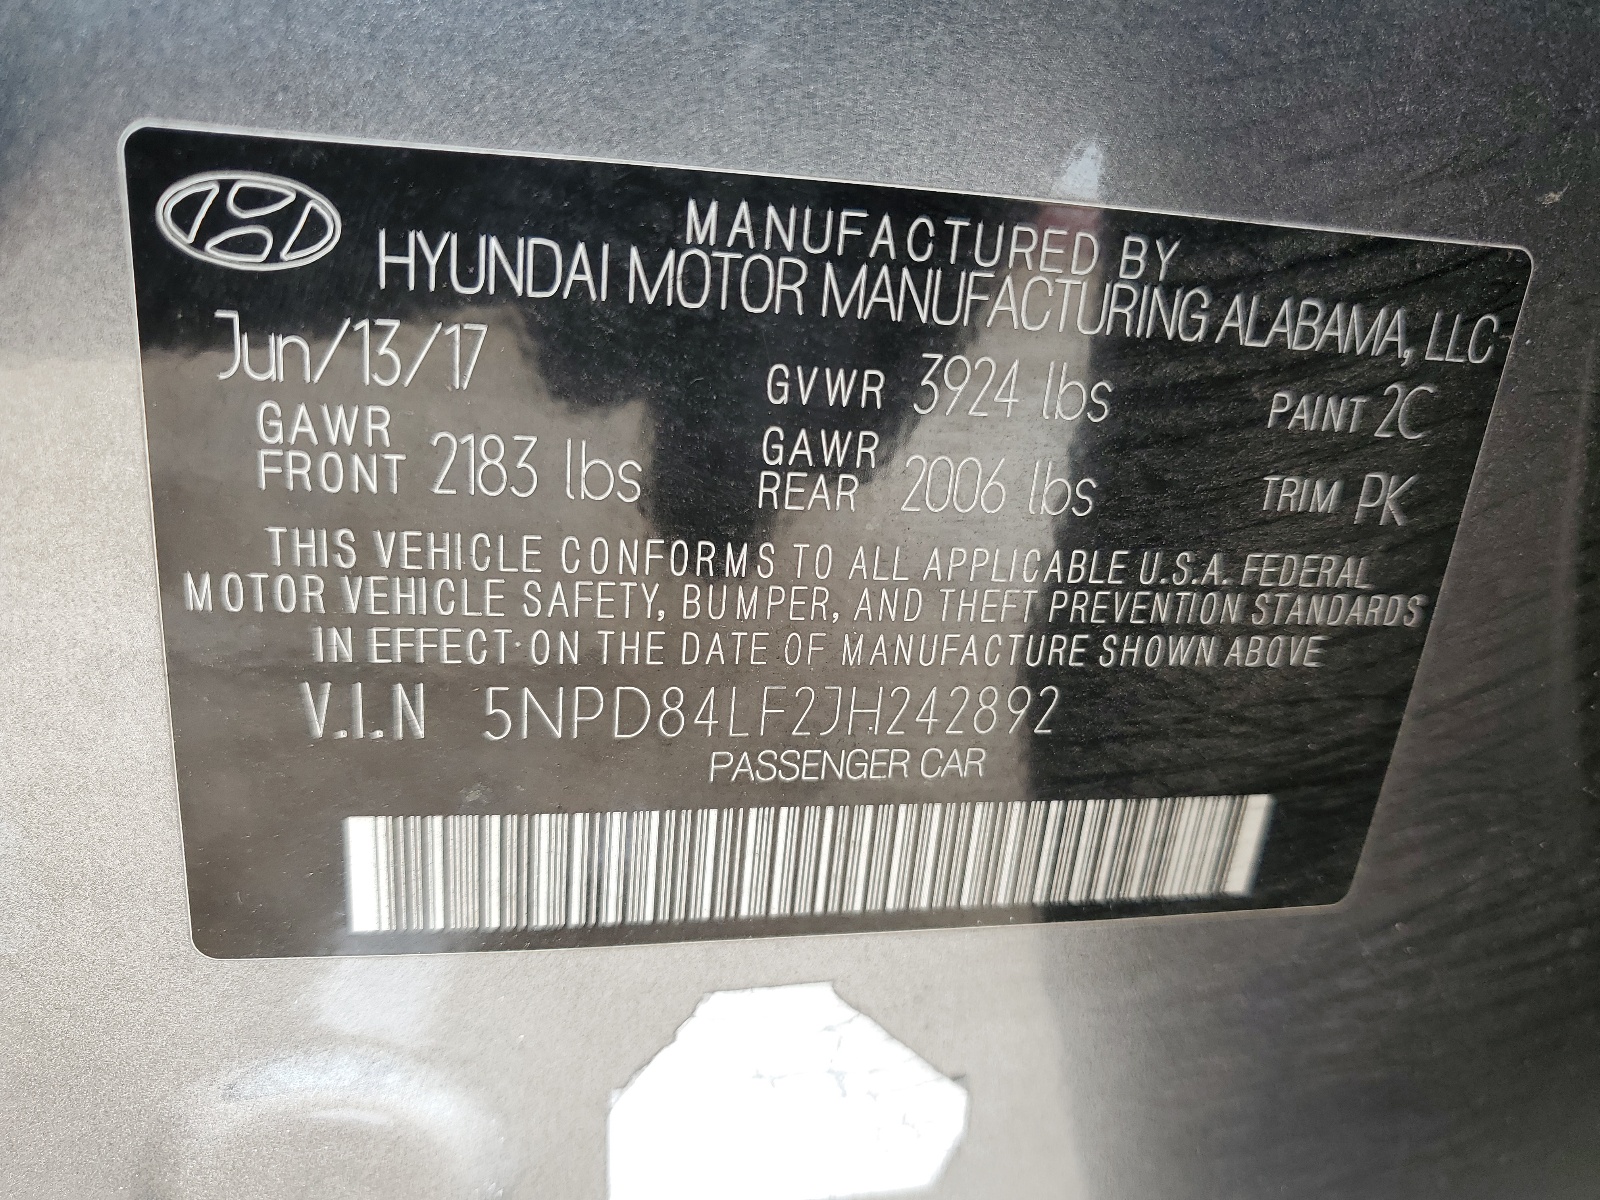 MANUFACTURED BY
HYUNDAI MOTOR MANUFACTURING ALABAMA, LLC
Jun/13/17
GVWR 3924 lbs
PAINT 2C
GAWR FRONT 2183 lbs
GAWR REAR 2006 lbs
TRIM PK
THIS VEHICLE CONFORMS TO ALL APPLICABLE U.S.A. FEDERAL
MOTOR VEHICLE SAFETY, BUMPER, AND THEFT PREVENTION STANDARDS
IN EFFECT ON THE DATE OF MANUFACTURE SHOWN ABOVE
V.I.N 5NPD84LF2JH242892
PASSENGER CAR